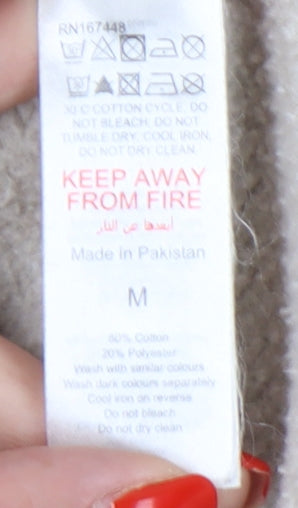 RN167448
30 C COTTON CYCLE, DO
NOT BLEACH, DO NOT
TUMBLE DRY, COOL IRON,
DO NOT DRY CLEAN.
KEEP AWAY
FROM FIRE
أبعدها عن النار
Made in Pakistan
M
80% Cotton
20% Polyester
Wash with similar colours
Wash dark colours separately
Cool iron on reverse
Do not bleach
Do not dry clean